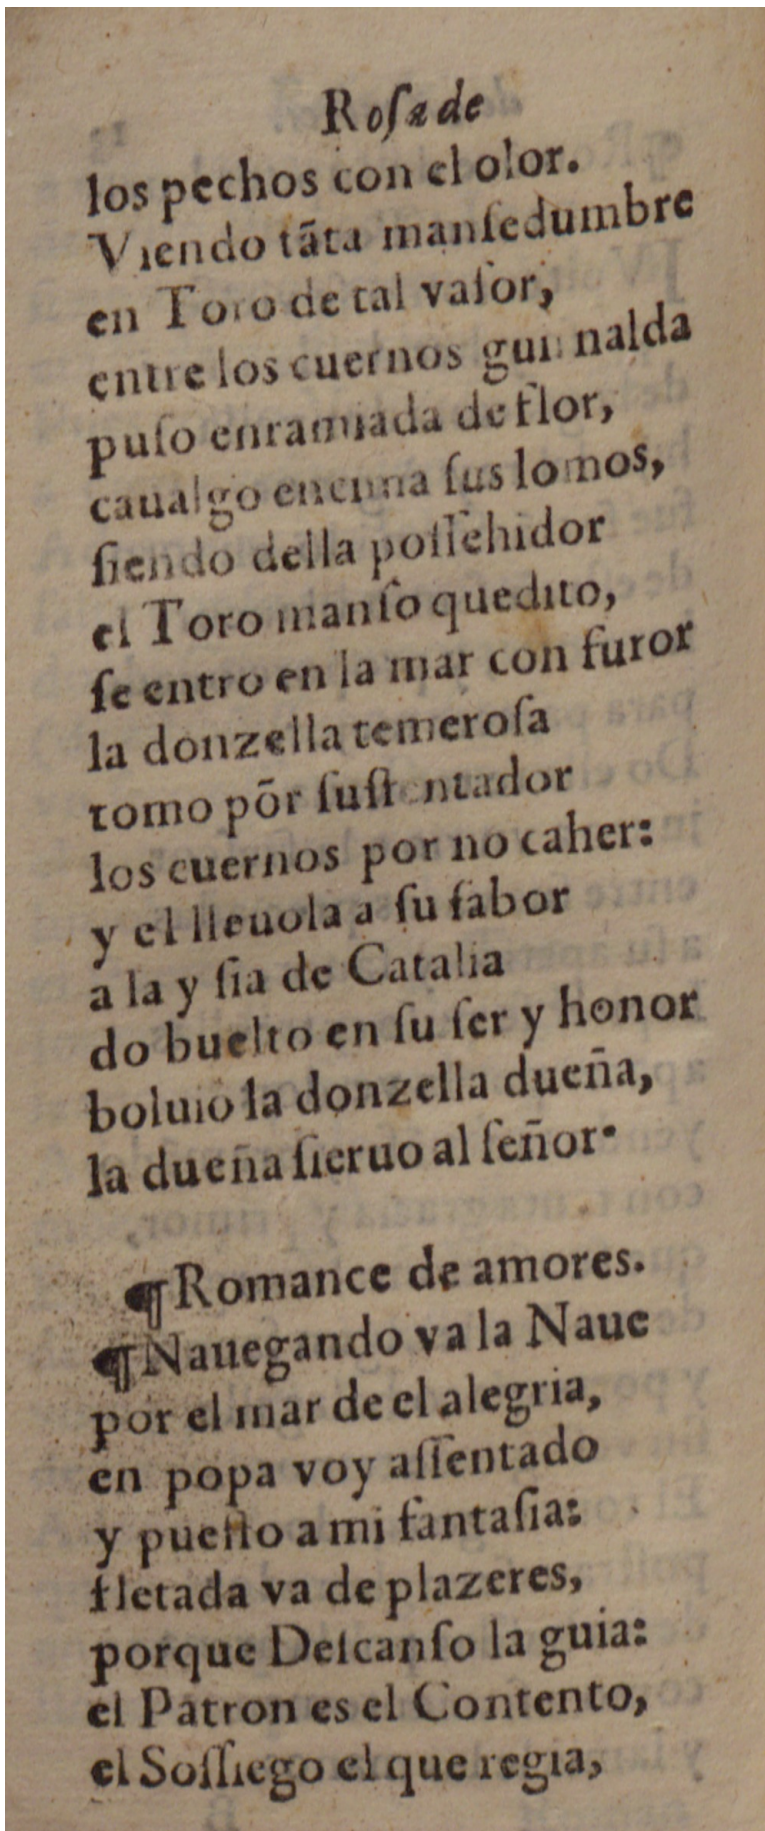 Roſa de
los pechos con el olor.
Viendo tãta manſedumbre
en Toro de tal valor,
entre los cuernos guirnalda
puſo enramada de flor,
caualgo encima ſus lomos,
ſiendo della poſſehidor
el Toro manſo quedito,
ſe entro en la mar con furor
la donzella temeroſa
tomo põr ſuſtentador
los cuernos por no caher:
y el lleuola a ſu ſabor
a la y ſia de Catalia
do buelto en ſu ſer y honor
boluio la donzella dueña,
la dueña ſieruo al ſeñor.
¶Romance de amores.
¶Nauegando va la Naue
por el mar de el alegria,
en popa voy aſſentado
y pueſto a mi fantaſia:
fletada va de plazeres,
porque Deſcanſo la guia:
el Patron es el Contento,
el Soſſiego el que regia,